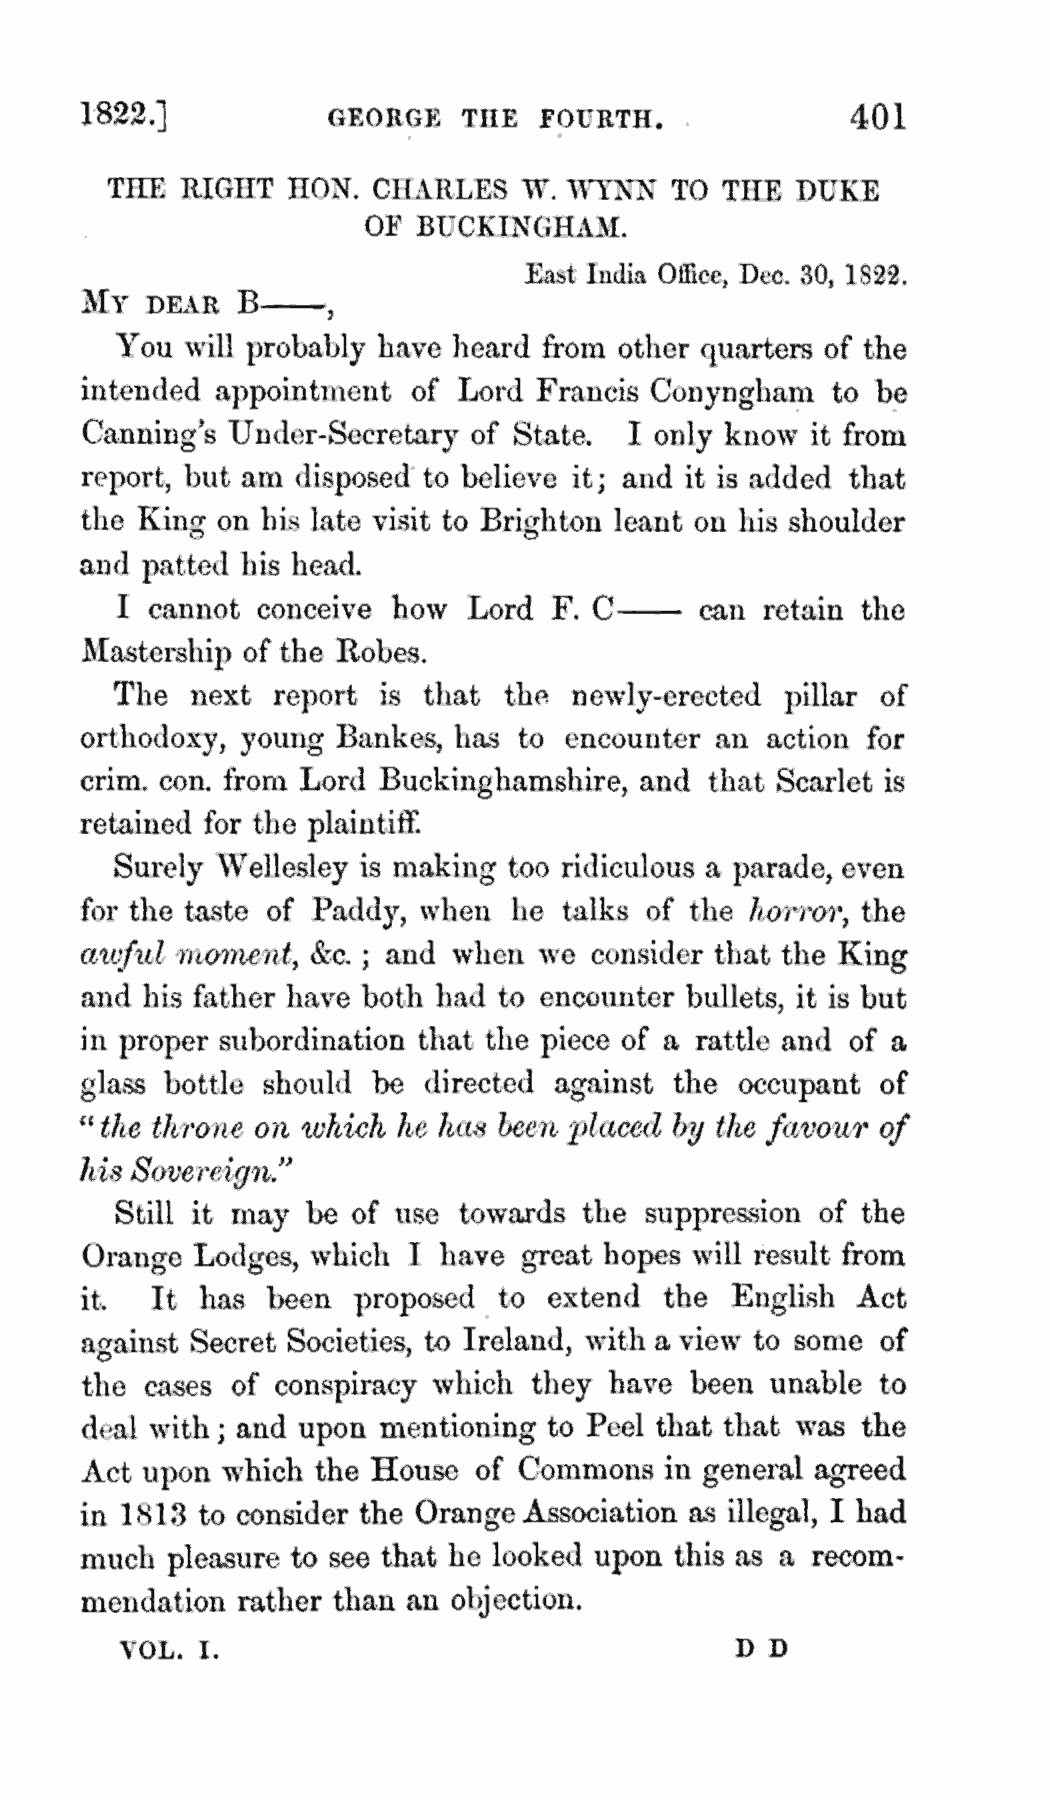 1822.] GEORGE THE FOURTH. 401
THE RIGHT HON. CHARLES W. WYNN TO THE DUKE
OF BUCKINGHAM.
East India Office, Dec. 30, 1822.
MY DEAR B——,
You will probably have heard from other quarters of the
intended appointment of Lord Francis Conyngham to be
Canning's Under-Secretary of State. I only know it from
report, but am disposed to believe it; and it is added that
the King on his late visit to Brighton leant on his shoulder
and patted his head.
I cannot conceive how Lord F. C—— can retain the
Mastership of the Robes.
The next report is that the newly-erected pillar of
orthodoxy, young Bankes, has to encounter an action for
crim. con. from Lord Buckinghamshire, and that Scarlet is
retained for the plaintiff.
Surely Wellesley is making too ridiculous a parade, even
for the taste of Paddy, when he talks of the horror, the
awful moment, &c. ; and when we consider that the King
and his father have both had to encounter bullets, it is but
in proper subordination that the piece of a rattle and of a
glass bottle should be directed against the occupant of
"the throne on which he has been placed by the favour of
his Sovereign."
Still it may be of use towards the suppression of the
Orange Lodges, which I have great hopes will result from
it. It has been proposed to extend the English Act
against Secret Societies, to Ireland, with a view to some of
the cases of conspiracy which they have been unable to
deal with; and upon mentioning to Peel that that was the
Act upon which the House of Commons in general agreed
in 1813 to consider the Orange Association as illegal, I had
much pleasure to see that he looked upon this as a recom-
mendation rather than an objection.
VOL. I. D D